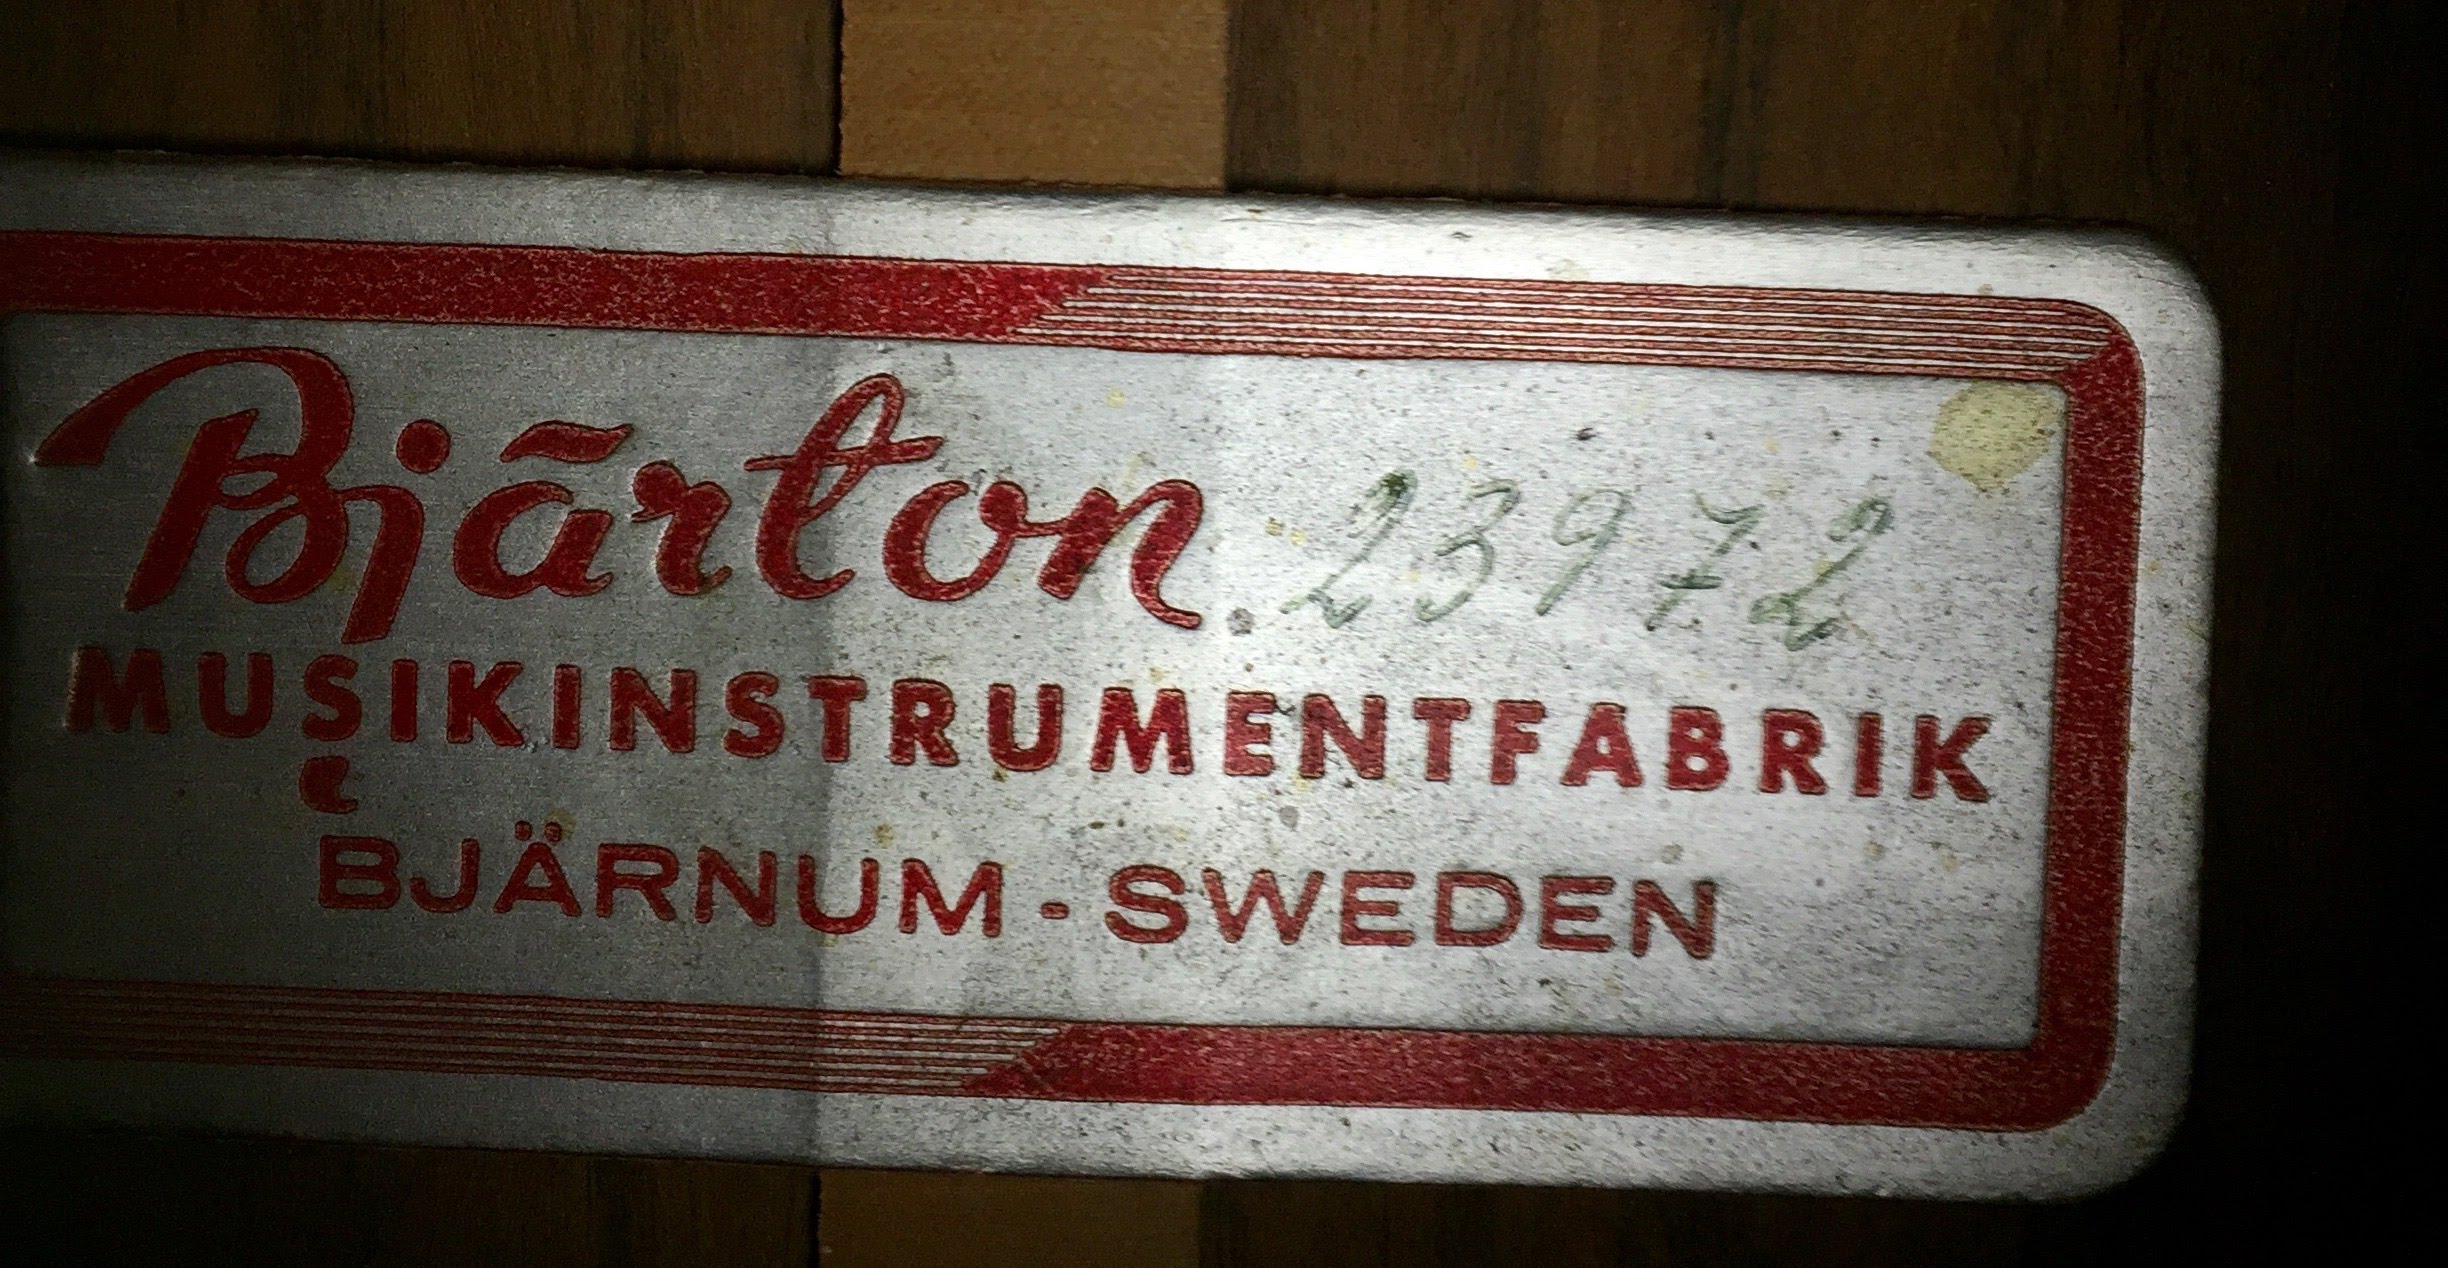 Bjärton 23972
MUSIKINSTRUMENTFABRIK
BJÄRNUM - SWEDEN